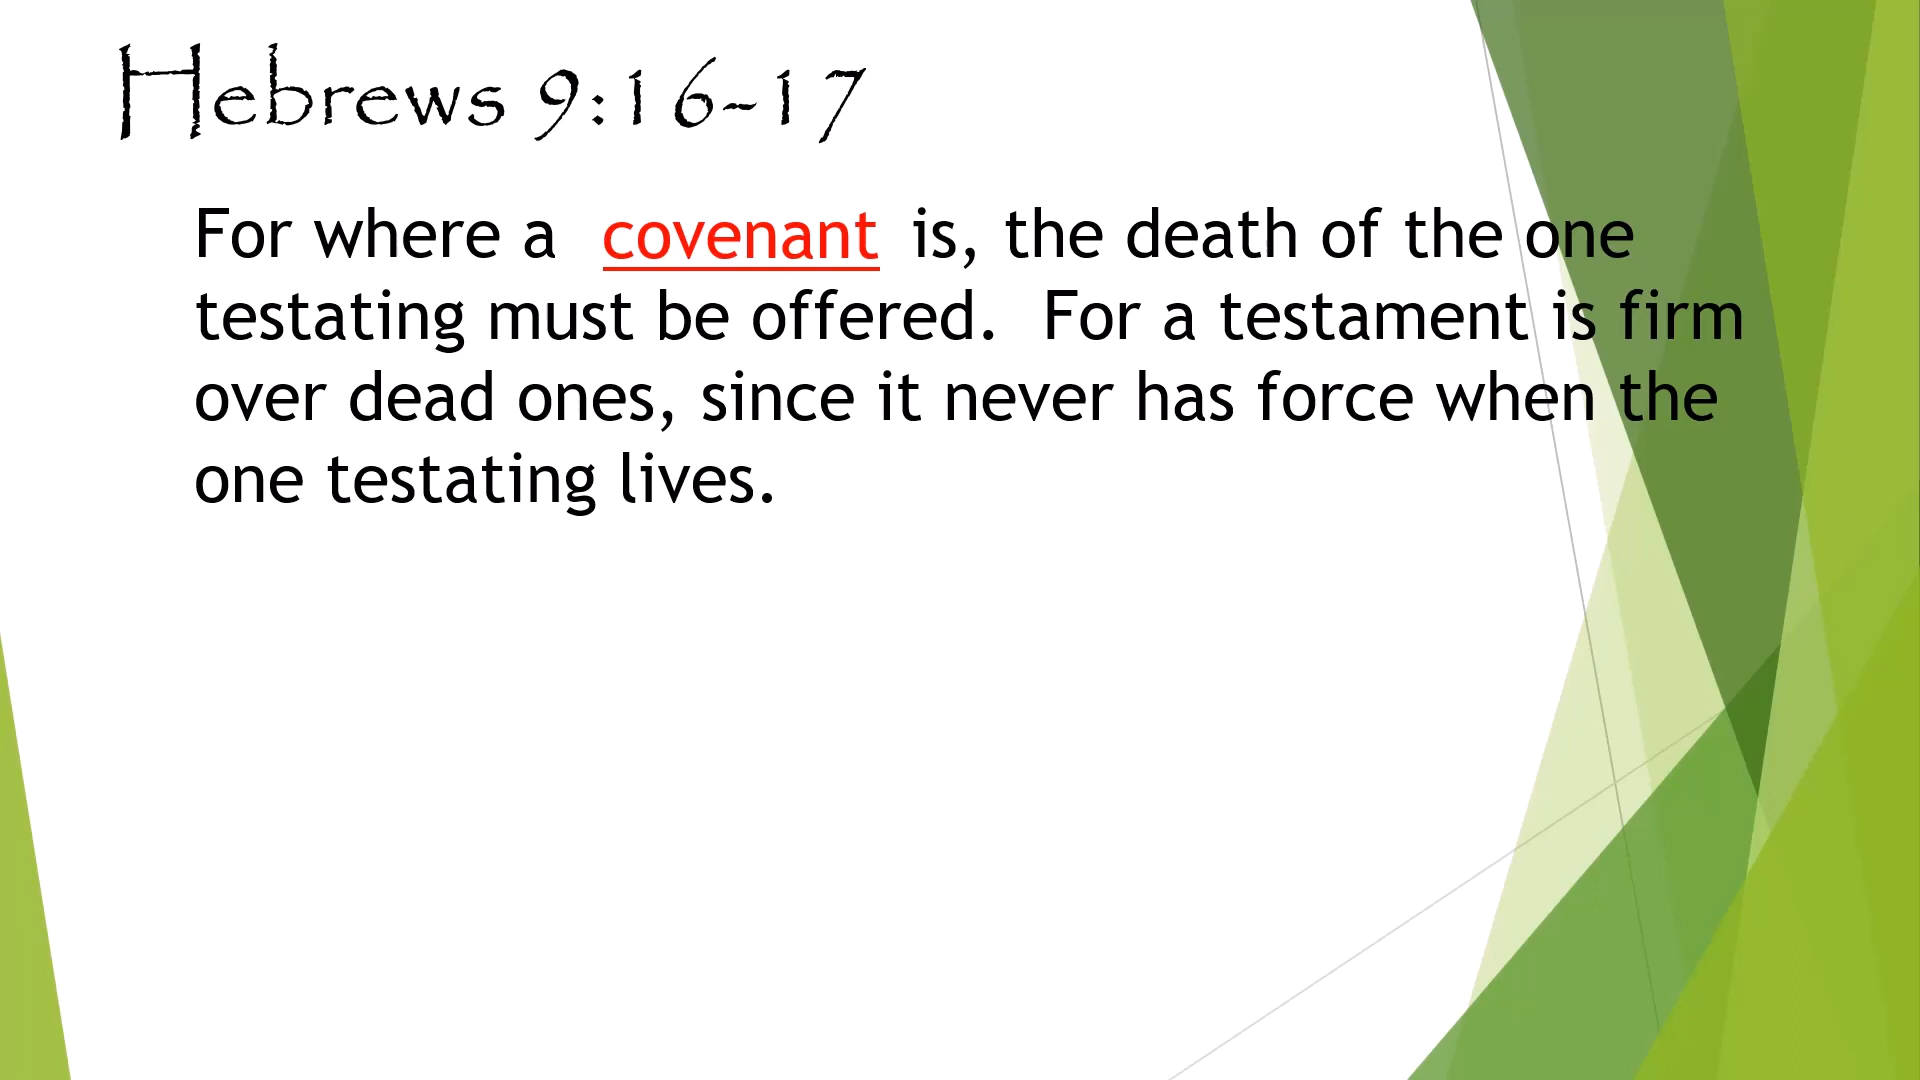 Hebrews 9:16-17
For where a covenant is, the death of the one
testating must be offered. For a testament is firm
over dead ones, since it never has force when the
one testating lives.